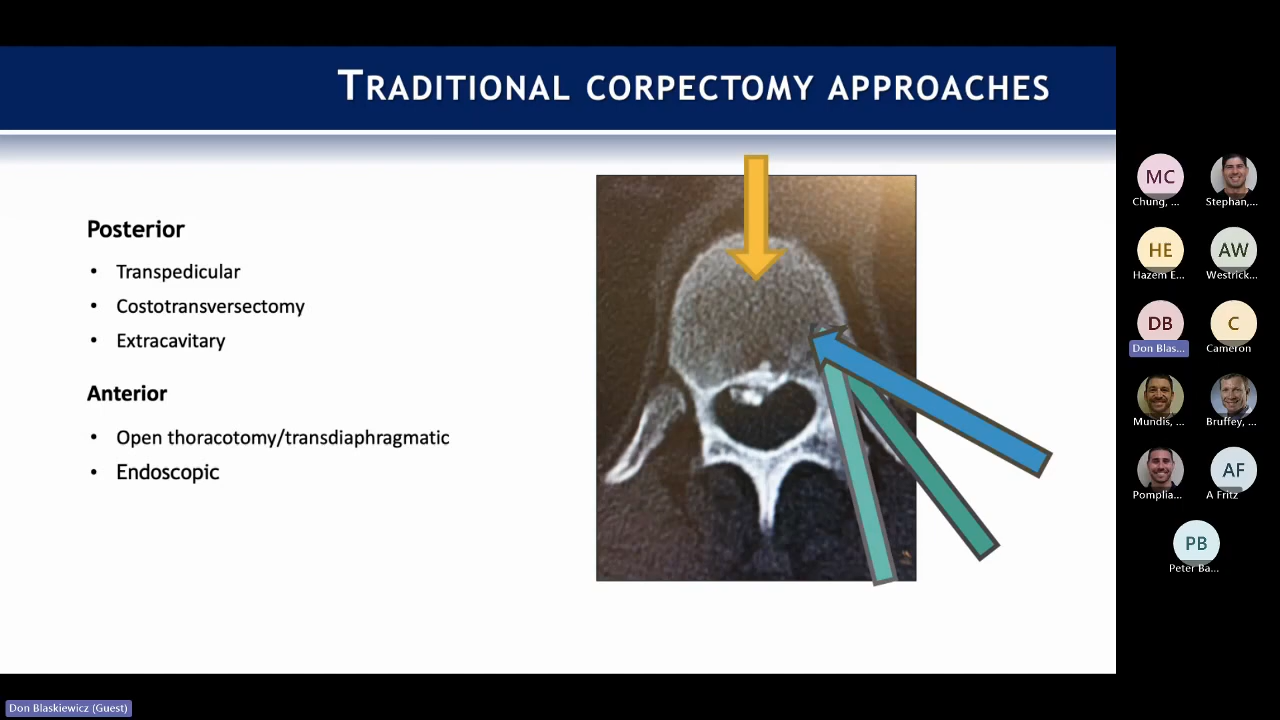 TRADITIONAL CORPECTOMY APPROACHES
Posterior
• Transpedicular
• Costotransversectomy
• Extracavitary
Anterior
• Open thoracotomy/transdiaphragmatic
• Endoscopic
MC
Chung, ...
Stephan,...
HE
Hazem E...
AW
Westrick...
DB
Don Blas...
C
Cameron
Mundis, ...
Bruffey, ...
Pomplia...
AF
A Fritz
PB
Peter Ba...
Don Blaskiewicz (Guest)